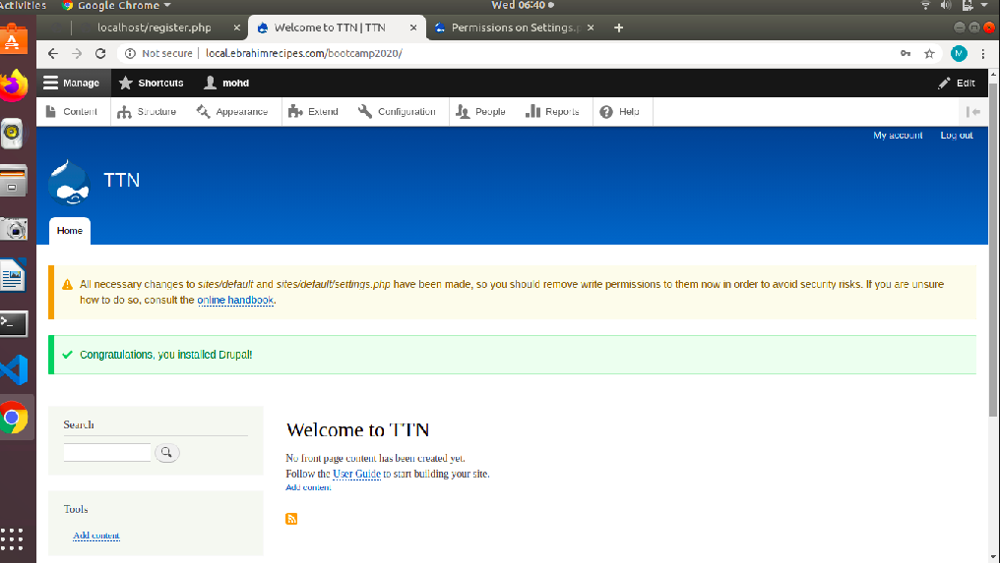 Activities Google Chrome Wed 06:40
localhost/register.php Welcome to TTN | TTN Permissions on Settings.p
Not secure local.ebrahimrecipes.com/bootcamp2020/ M
Manage Shortcuts mohd Edit
Content Structure Appearance Extend Configuration People Reports Help
My account Log out
TTN
Home
All necessary changes to sites/default and sites/default/settings.php have been made, so you should remove write permissions to them now in order to avoid security risks. If you are unsure
how to do so, consult the online handbook.
Congratulations, you installed Drupal!
Search
Welcome to TTN
No front page content has been created yet.
Follow the User Guide to start building your site.
Add content
Tools
Add content